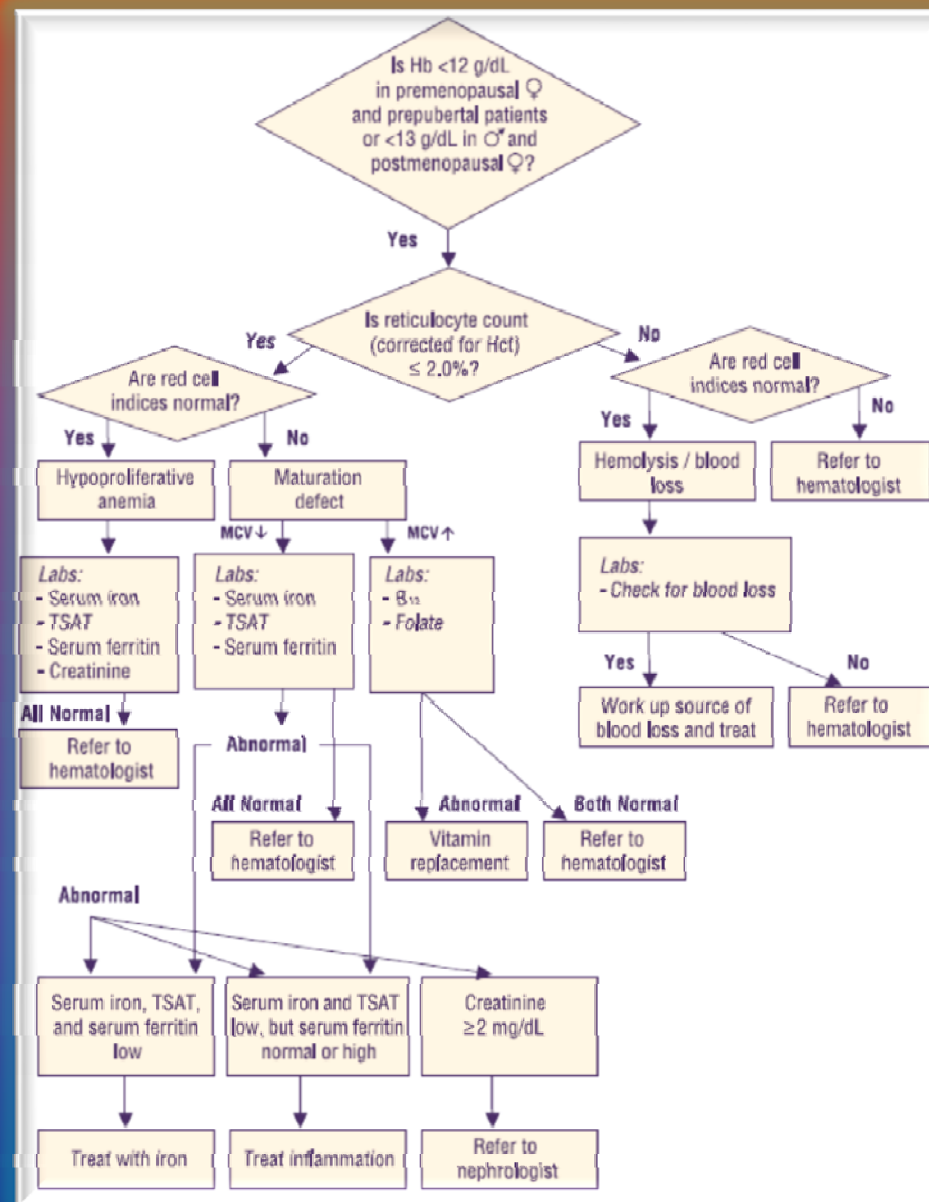 Is Hb <12 g/dL
in premenopausal ♀
and prepubertal patients
or <13 g/dL in ♂ and
postmenopausal ♀?
Yes
Is reticulocyte count
(corrected for Hct)
≤ 2.0%?
Yes
No
Are red cell
indices normal?
Are red cell
indices normal?
Yes
No
Yes
No
Hypoproliferative
anemia
Maturation
defect
Hemolysis / blood
loss
Refer to
hematologist
MCV↓
MCV↑
Labs:
- Serum iron
- TSAT
- Serum ferritin
- Creatinine
Labs:
- Serum iron
- TSAT
- Serum ferritin
Labs:
- B₁₂
- Folate
Labs:
- Check for blood loss
Yes
No
Work up source of
blood loss and treat
Refer to
hematologist
All Normal
Refer to
hematologist
Abnormal
All Normal
Refer to
hematologist
Abnormal
Vitamin
replacement
Both Normal
Refer to
hematologist
Abnormal
Serum iron, TSAT,
and serum ferritin
low
Serum iron and TSAT
low, but serum ferritin
normal or high
Creatinine
≥2 mg/dL
Treat with iron
Treat inflammation
Refer to
nephrologist